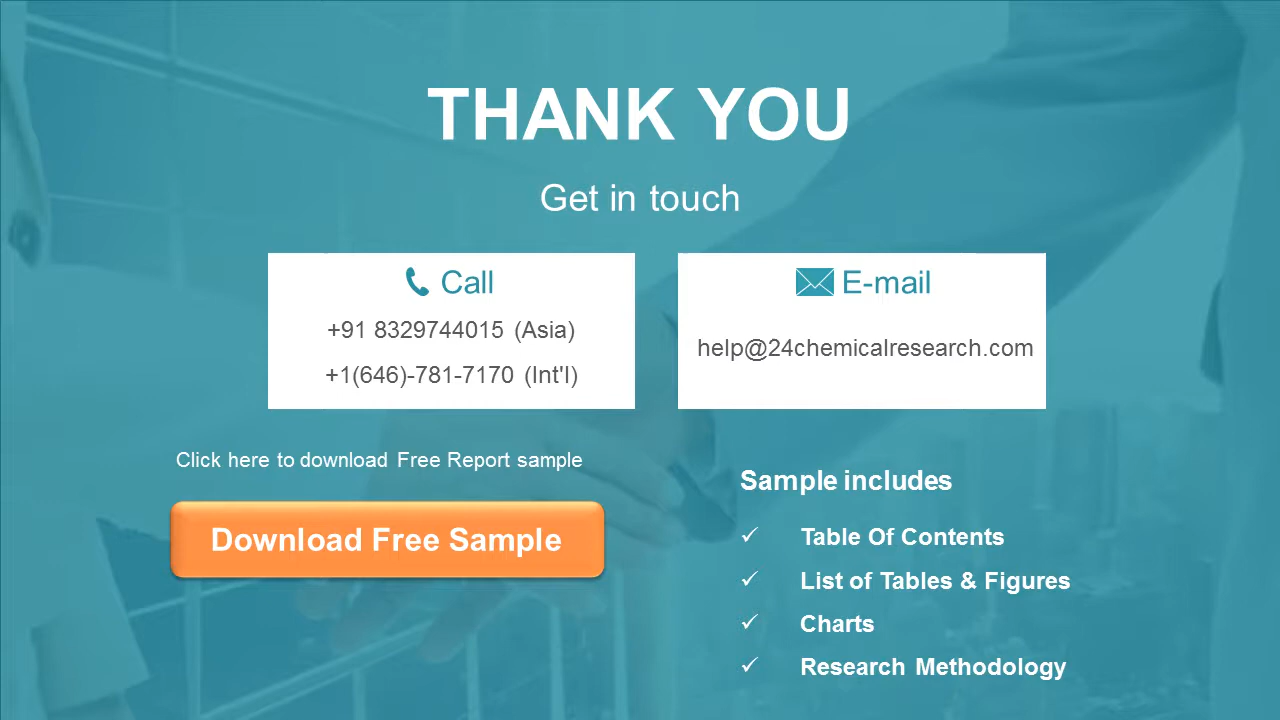 THANK YOU
Get in touch
Call
+91 8329744015 (Asia)
+1(646)-781-7170 (Int'l)
E-mail
help@24chemicalresearch.com
Click here to download Free Report sample
Download Free Sample
Sample includes
✓ Table Of Contents
✓ List of Tables & Figures
✓ Charts
✓ Research Methodology